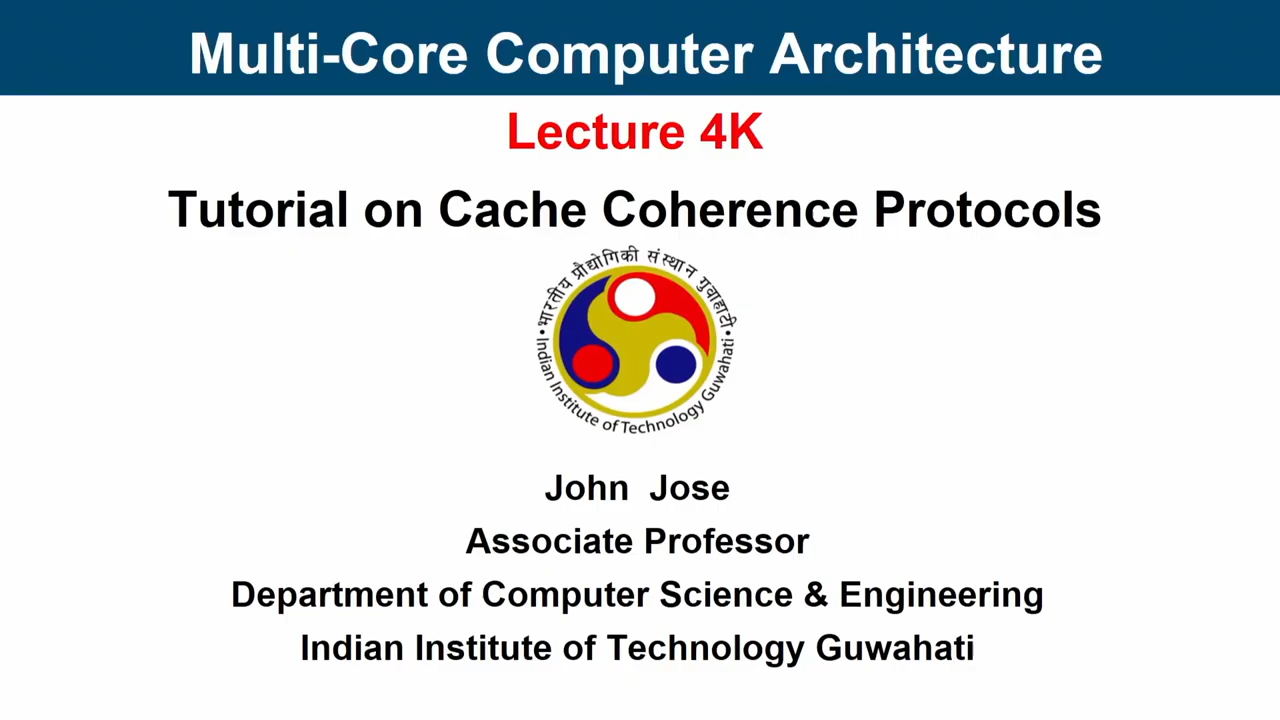 Multi-Core Computer Architecture
Lecture 4K
Tutorial on Cache Coherence Protocols
भारतीय प्रौद्योगिकी संस्थान गुवाहाटी
Indian Institute of Technology Guwahati
John Jose
Associate Professor
Department of Computer Science & Engineering
Indian Institute of Technology Guwahati